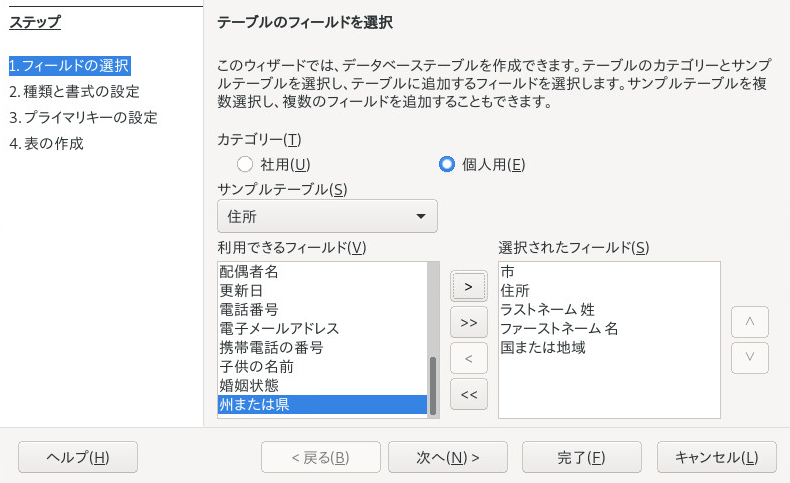 ステップ
1.フィールドの選択
2.種類と書式の設定
3.プライマリキーの設定
4.表の作成
テーブルのフィールドを選択
このウィザードでは、データベーステーブルを作成できます。テーブルのカテゴリーとサンプ
ルテーブルを選択し、テーブルに追加するフィールドを選択します。サンプルテーブルを複
数選択し、複数のフィールドを追加することもできます。
カテゴリー(T)
社用(U)
個人用(E)
サンプルテーブル(S)
住所
利用できるフィールド(V)
配偶者名
更新日
電話番号
電子メールアドレス
携帯電話の番号
子供の名前
婚姻状態
州または県
>
>>
<
<<
選択されたフィールド(S)
市
住所
ラストネーム 姓
ファーストネーム 名
国または地域
ヘルプ(H)
< 戻る(B)
次へ(N) >
完了(F)
キャンセル(L)